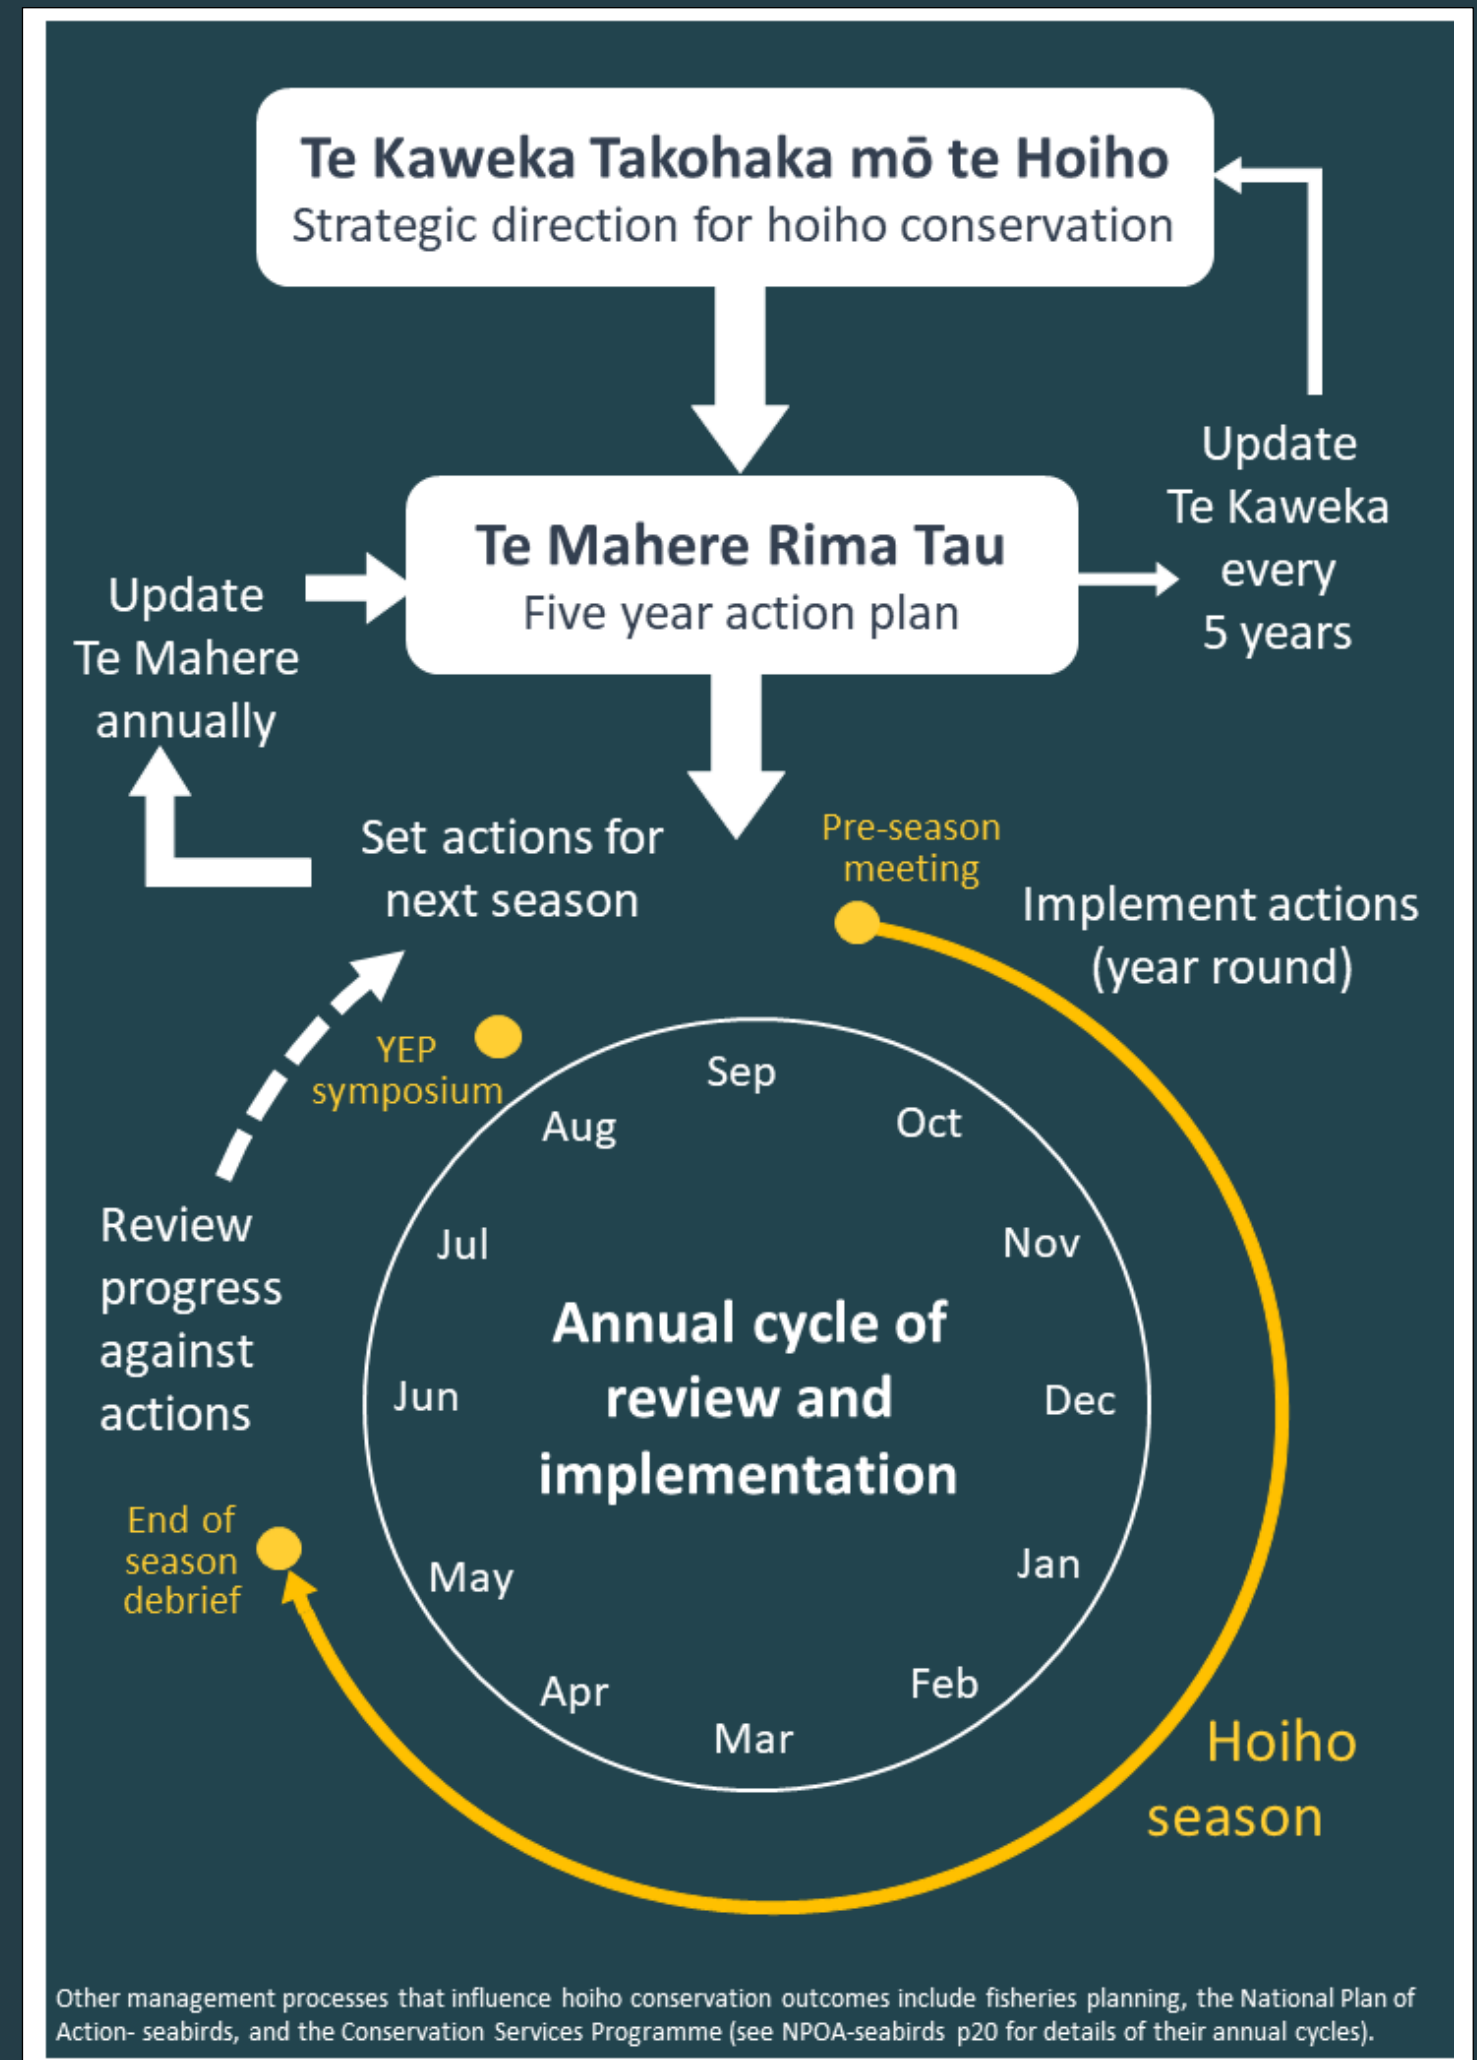 Te Kaweka Takohaka mō te Hoiho
Strategic direction for hoiho conservation
Update
Te Kaweka
every
5 years
Te Mahere Rima Tau
Five year action plan
Update
Te Mahere
annually
Set actions for
next season
Pre-season
meeting
Implement actions
(year round)
YEP
symposium
Sep
Oct
Nov
Dec
Jan
Feb
Mar
Apr
May
Jun
Jul
Aug
Annual cycle of
review and
implementation
Review
progress
against
actions
End of
season
debrief
Hoiho
season
Other management processes that influence hoiho conservation outcomes include fisheries planning, the National Plan of
Action- seabirds, and the Conservation Services Programme (see NPOA-seabirds p20 for details of their annual cycles).